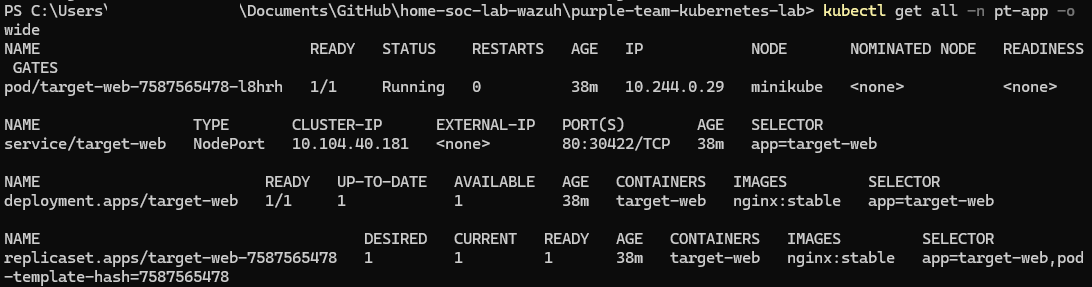 PS C:\Users\ \Documents\GitHub\home-soc-lab-wazuh\purple-team-kubernetes-lab> kubectl get all -n pt-app -o
wide
NAME READY STATUS RESTARTS AGE IP NODE NOMINATED NODE READINESS
GATES
pod/target-web-7587565478-l8hrh 1/1 Running 0 38m 10.244.0.29 minikube <none> <none>
NAME TYPE CLUSTER-IP EXTERNAL-IP PORT(S) AGE SELECTOR
service/target-web NodePort 10.104.40.181 <none> 80:30422/TCP 38m app=target-web
NAME READY UP-TO-DATE AVAILABLE AGE CONTAINERS IMAGES SELECTOR
deployment.apps/target-web 1/1 1 1 38m target-web nginx:stable app=target-web
NAME DESIRED CURRENT READY AGE CONTAINERS IMAGES SELECTOR
replicaset.apps/target-web-7587565478 1 1 1 38m target-web nginx:stable app=target-web,pod
-template-hash=7587565478